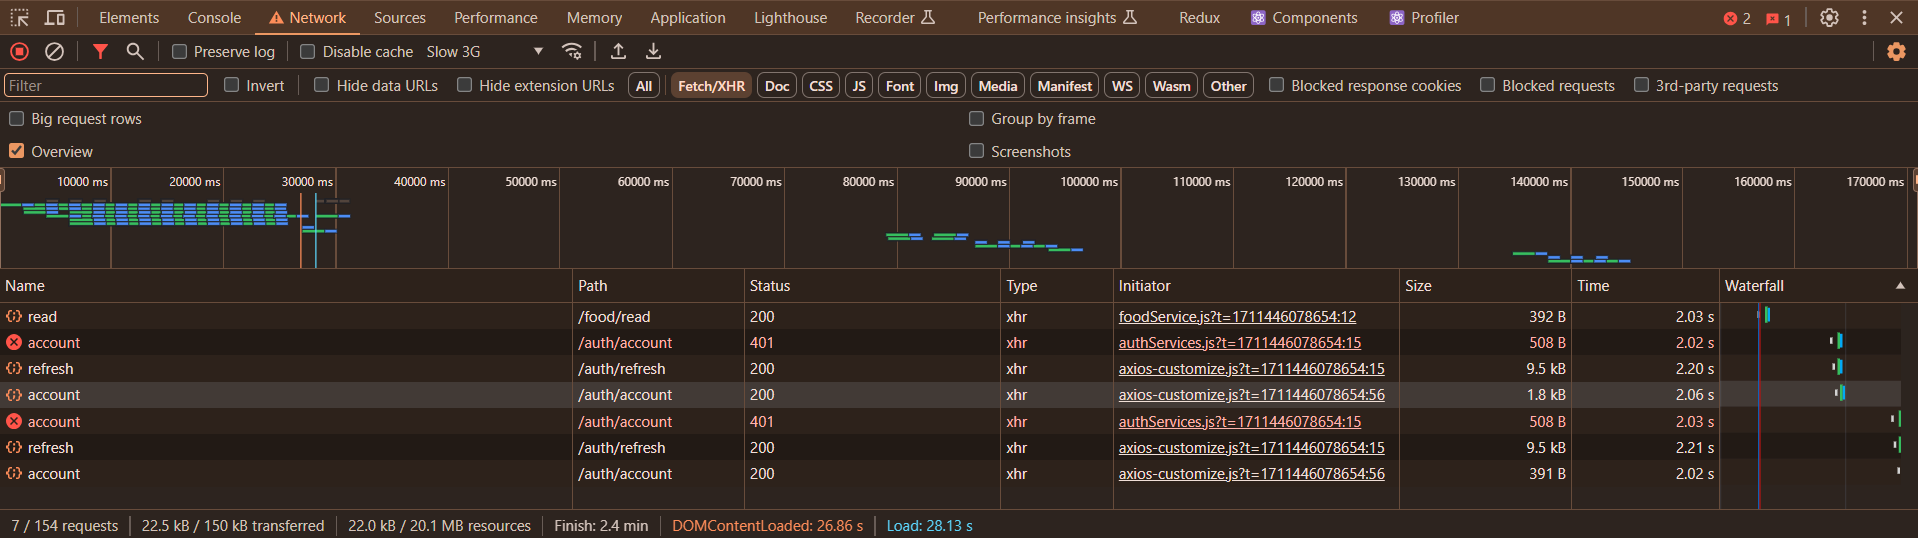 Elements Console Network Sources Performance Memory Application Lighthouse Recorder Performance insights Redux Components Profiler 2 1
Preserve log Disable cache Slow 3G
Filter Invert Hide data URLs Hide extension URLs All Fetch/XHR Doc CSS JS Font Img Media Manifest WS Wasm Other Blocked response cookies Blocked requests 3rd-party requests
Big request rows Group by frame
Overview Screenshots
10000 ms 20000 ms 30000 ms 40000 ms 50000 ms 60000 ms 70000 ms 80000 ms 90000 ms 100000 ms 110000 ms 120000 ms 130000 ms 140000 ms 150000 ms 160000 ms 170000 ms
Name Path Status Type Initiator Size Time Waterfall
read /food/read 200 xhr foodService.js?t=1711446078654:12 392 B 2.03 s
account /auth/account 401 xhr authServices.js?t=1711446078654:15 508 B 2.02 s
refresh /auth/refresh 200 xhr axios-customize.js?t=1711446078654:15 9.5 kB 2.20 s
account /auth/account 200 xhr axios-customize.js?t=1711446078654:56 1.8 kB 2.06 s
account /auth/account 401 xhr authServices.js?t=1711446078654:15 508 B 2.03 s
refresh /auth/refresh 200 xhr axios-customize.js?t=1711446078654:15 9.5 kB 2.21 s
account /auth/account 200 xhr axios-customize.js?t=1711446078654:56 391 B 2.02 s
7 / 154 requests 22.5 kB / 150 kB transferred 22.0 kB / 20.1 MB resources Finish: 2.4 min DOMContentLoaded: 26.86 s Load: 28.13 s